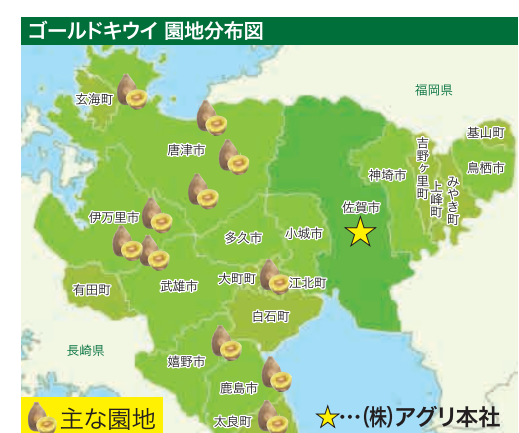 ゴールドキウイ 園地分布図
福岡県
玄海町
基山町
唐津市
吉野ヶ里町
神埼市
鳥栖市
上峰町
みやき町
佐賀市
伊万里市
多久市
小城市
有田町
武雄市
大町町
江北町
白石町
長崎県
嬉野市
鹿島市
太良町
主な園地
☆…(株)アグリ本社